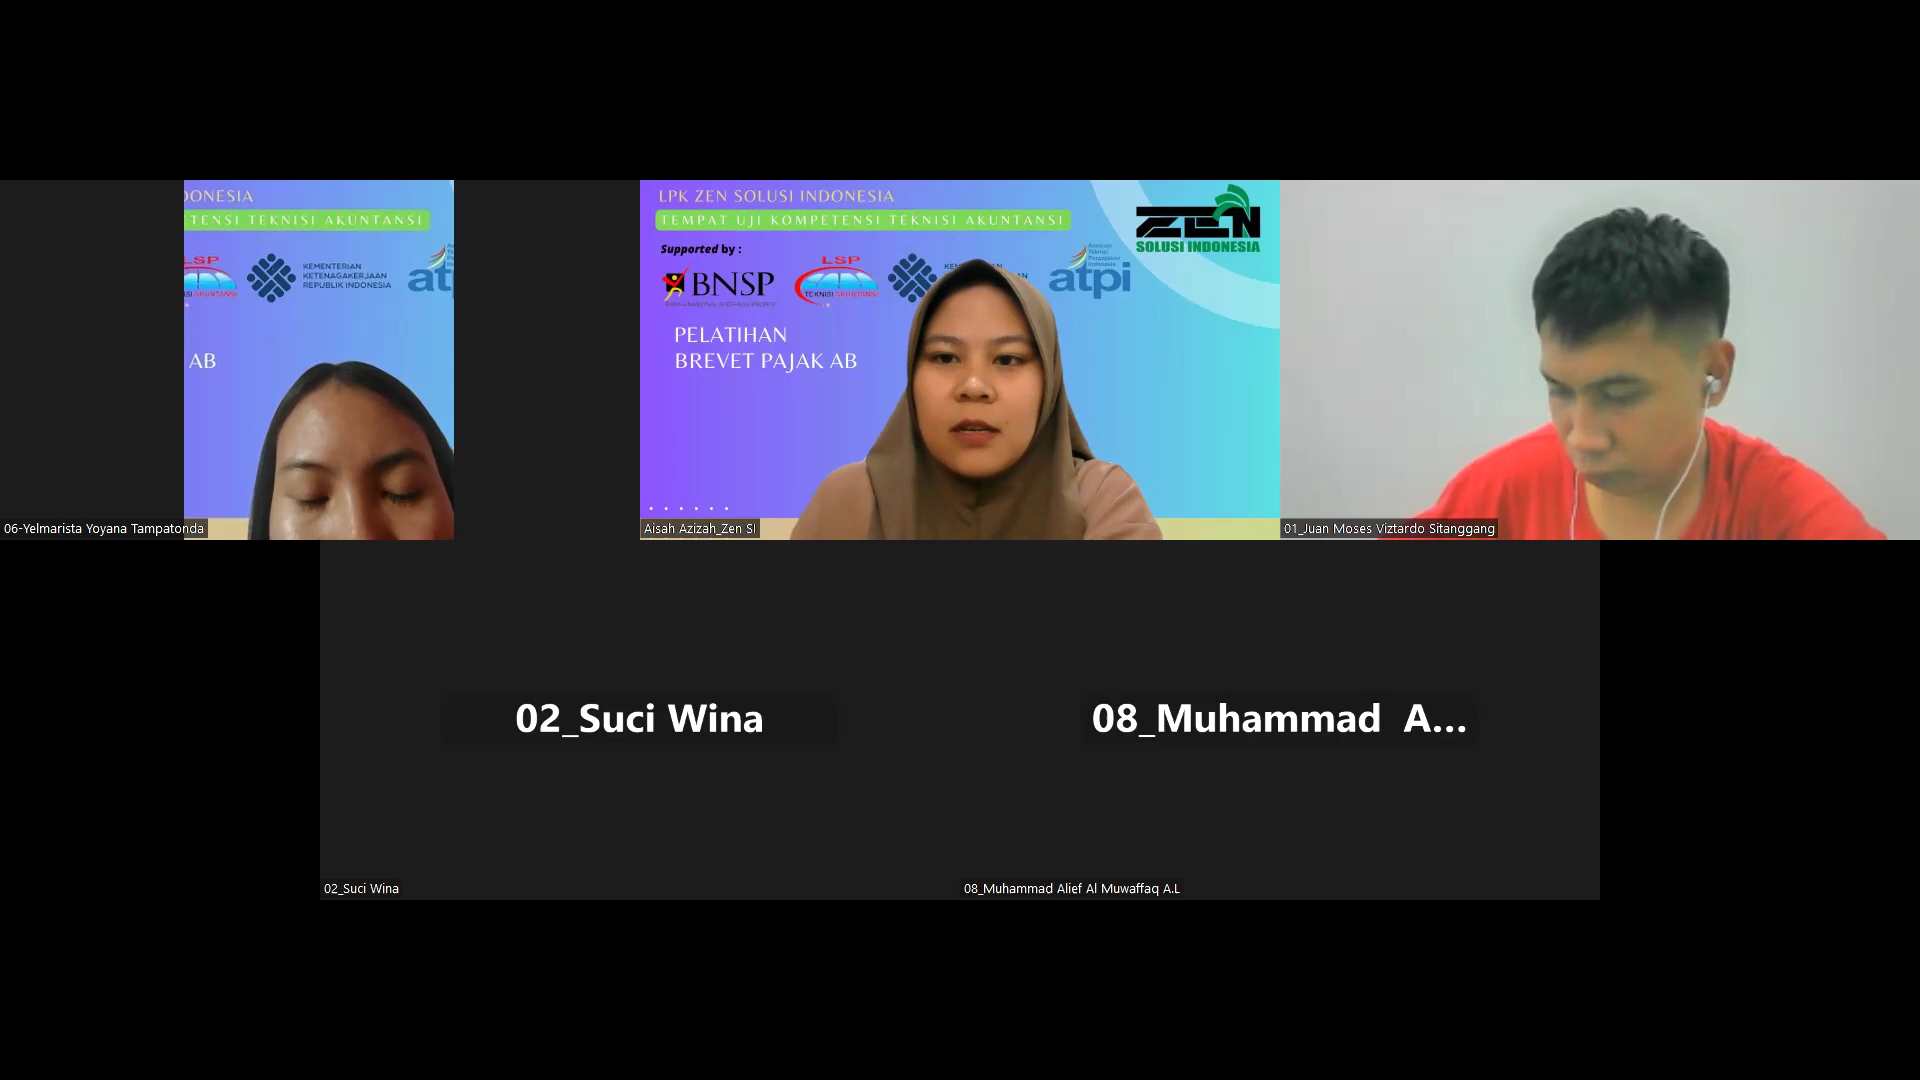 DONESIA
TENSI TEKNISI AKUNTANSI
LSP
KEMENTERIAN
KETENAGAKERJAAN
REPUBLIK INDONESIA
AB
06-Yelmarista Yoyana Tampatonda
LPK ZEN SOLUSI INDONESIA
TEMPAT UJI KOMPETENSI TEKNISI AKUNTANSI
ZEN
SOLUSI INDONESIA
Supported by :
BNSP
LSP
TEKNISI AKUNTANSI
atpi
PELATIHAN
BREVET PAJAK AB
Aisah Azizah_Zen SI
01_Juan Moses Viztardo Sitanggang
02_Suci Wina
08_Muhammad A...
02_Suci Wina
08_Muhammad Alief Al Muwaffaq A.L